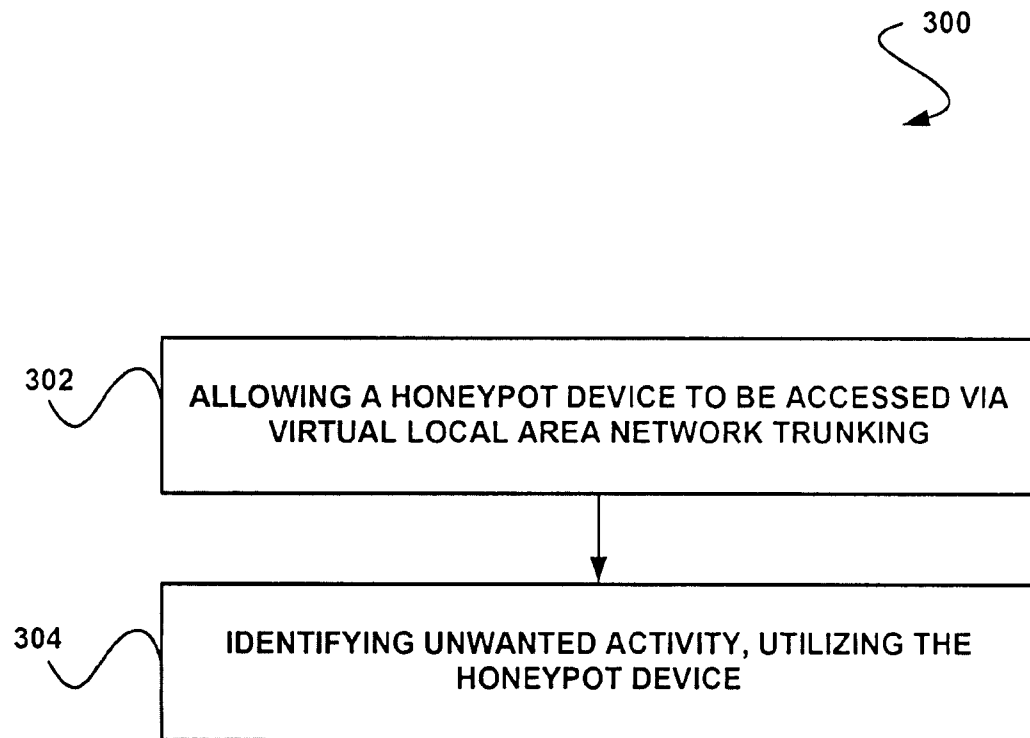 300
302
ALLOWING A HONEYPOT DEVICE TO BE ACCESSED VIA
VIRTUAL LOCAL AREA NETWORK TRUNKING
304
IDENTIFYING UNWANTED ACTIVITY, UTILIZING THE
HONEYPOT DEVICE